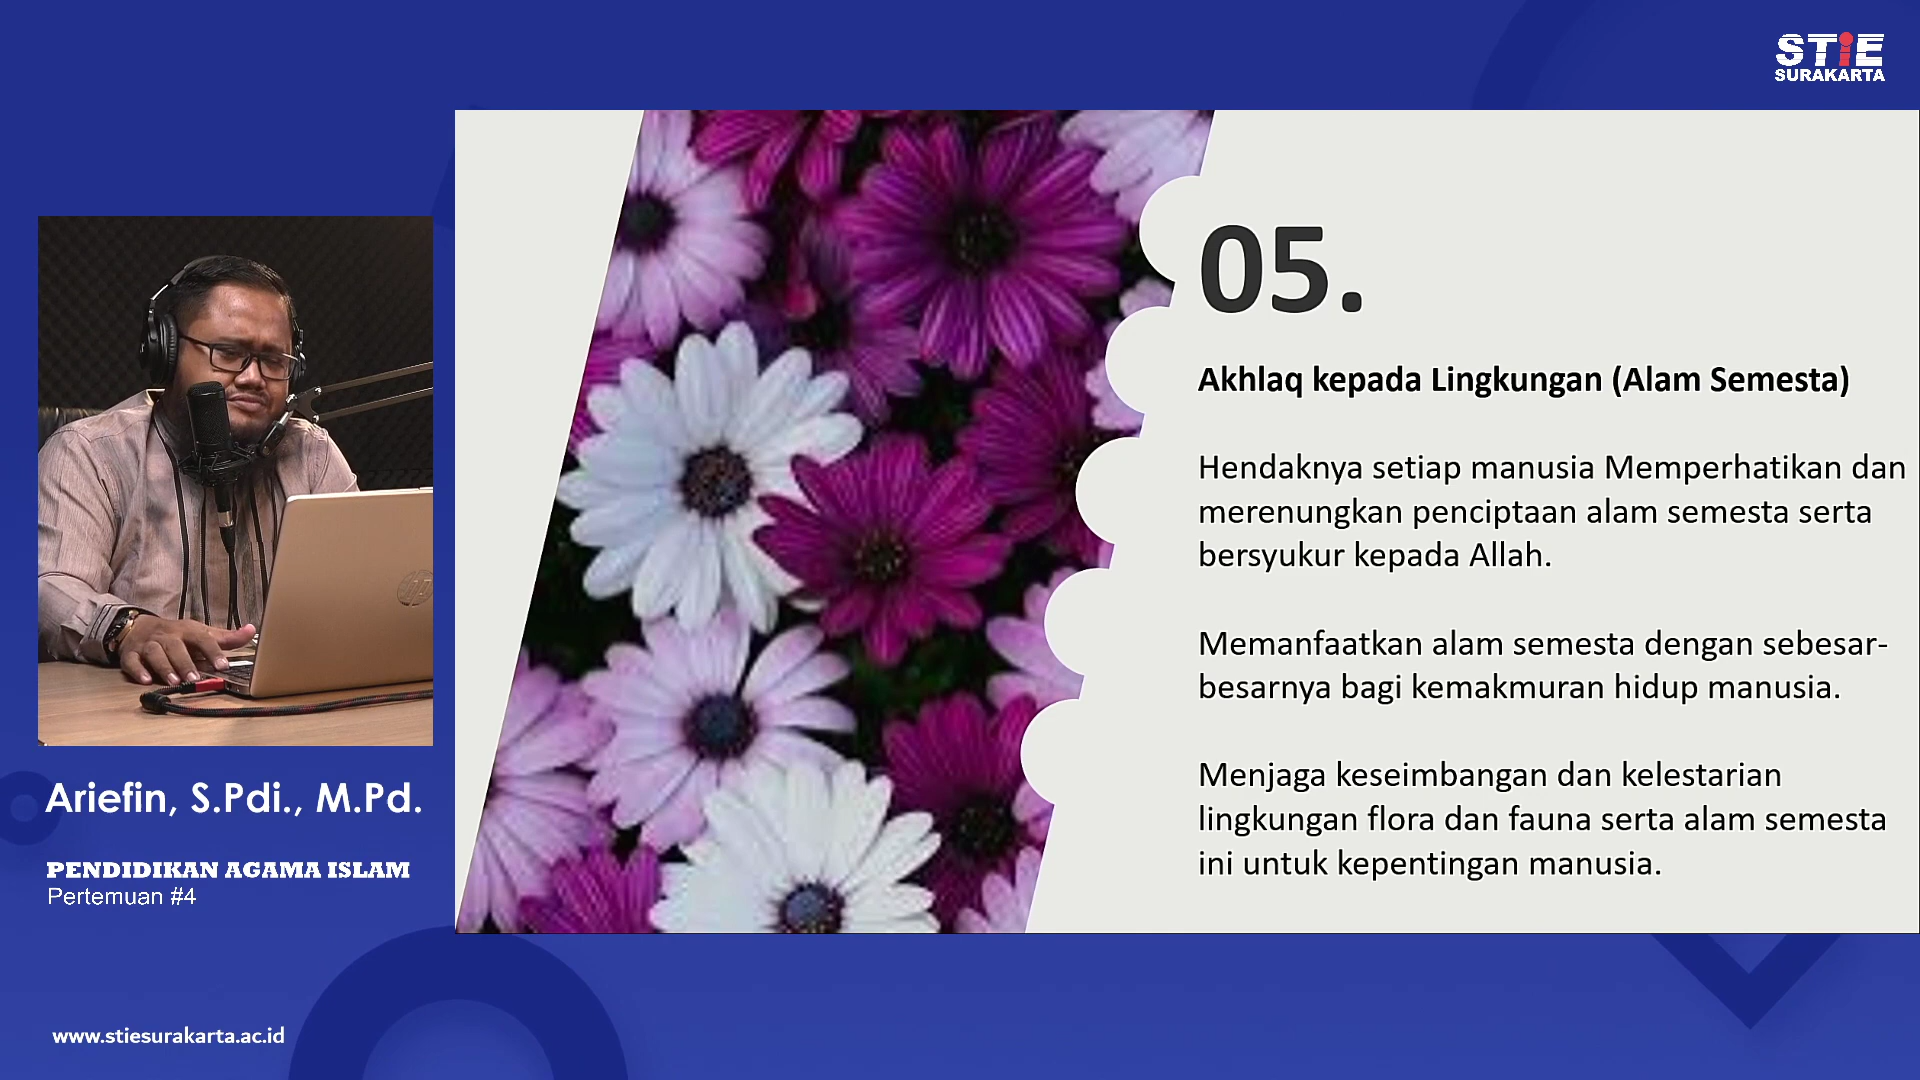 STiE
SURAKARTA
05.
Akhlaq kepada Lingkungan (Alam Semesta)
Hendaknya setiap manusia Memperhatikan dan
merenungkan penciptaan alam semesta serta
bersyukur kepada Allah.
Memanfaatkan alam semesta dengan sebesar-
besarnya bagi kemakmuran hidup manusia.
Menjaga keseimbangan dan kelestarian
lingkungan flora dan fauna serta alam semesta
ini untuk kepentingan manusia.
Ariefin, S.Pdi., M.Pd.
PENDIDIKAN AGAMA ISLAM
Pertemuan #4
www.stiesurakarta.ac.id